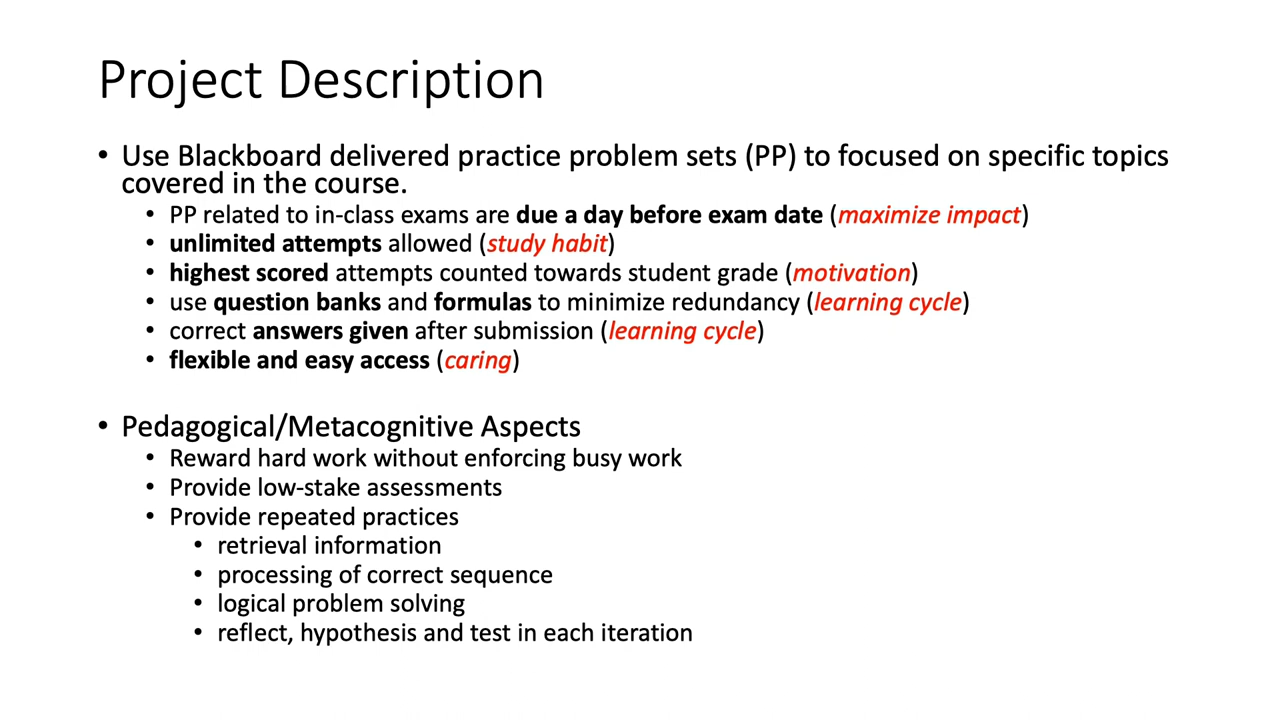 Project Description
• Use Blackboard delivered practice problem sets (PP) to focused on specific topics
covered in the course.
• PP related to in-class exams are due a day before exam date (maximize impact)
• unlimited attempts allowed (study habit)
• highest scored attempts counted towards student grade (motivation)
• use question banks and formulas to minimize redundancy (learning cycle)
• correct answers given after submission (learning cycle)
• flexible and easy access (caring)
• Pedagogical/Metacognitive Aspects
• Reward hard work without enforcing busy work
• Provide low-stake assessments
• Provide repeated practices
• retrieval information
• processing of correct sequence
• logical problem solving
• reflect, hypothesis and test in each iteration